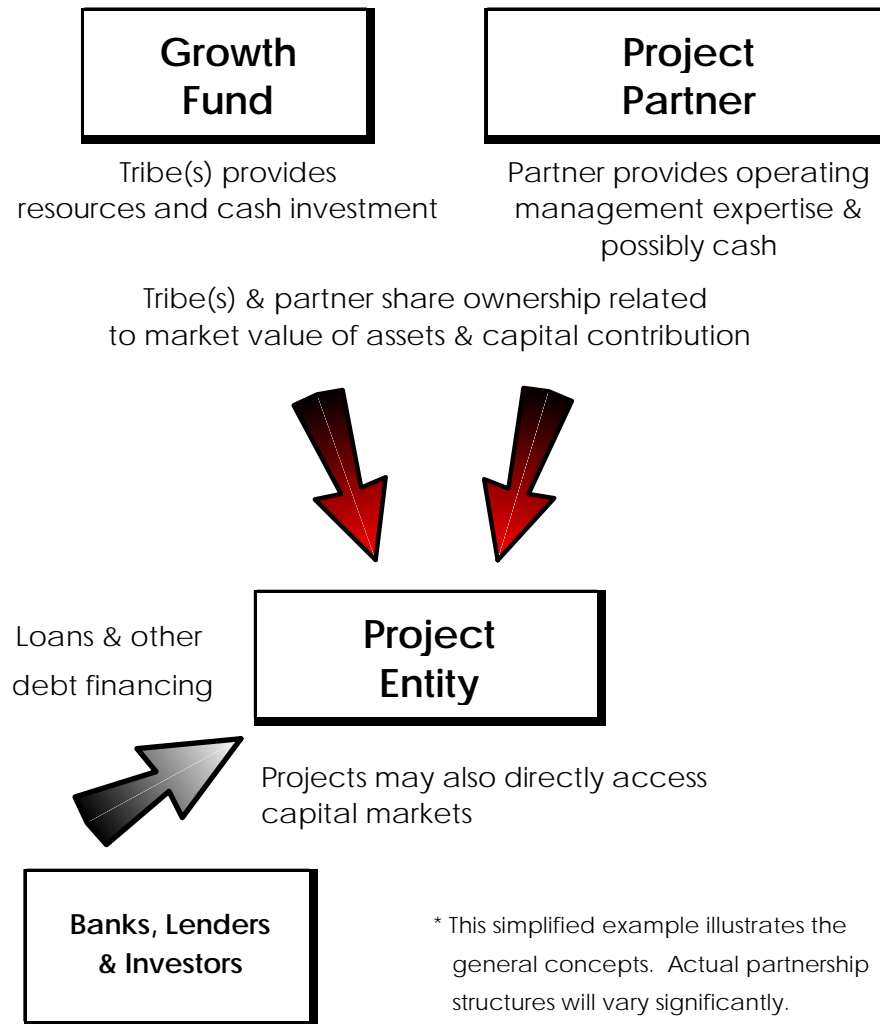 Growth
Fund
Project
Partner
Tribe(s) provides
resources and cash investment
Partner provides operating
management expertise &
possibly cash
Tribe(s) & partner share ownership related
to market value of assets & capital contribution
Loans & other
debt financing
Project
Entity
Projects may also directly access
capital markets
Banks, Lenders
& Investors
* This simplified example illustrates the
general concepts. Actual partnership
structures will vary significantly.